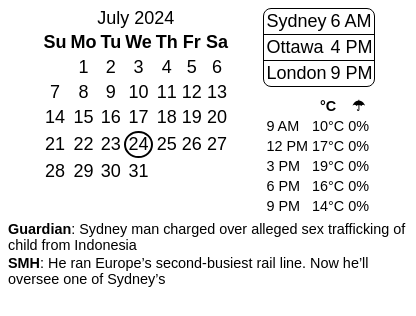 July 2024
Su Mo Tu We Th Fr Sa
1 2 3 4 5 6
7 8 9 10 11 12 13
14 15 16 17 18 19 20
21 22 23 24 25 26 27
28 29 30 31
Sydney 6 AM
Ottawa 4 PM
London 9 PM
°C ☂
9 AM 10°C 0%
12 PM 17°C 0%
3 PM 19°C 0%
6 PM 16°C 0%
9 PM 14°C 0%
Guardian: Sydney man charged over alleged sex trafficking of
child from Indonesia
SMH: He ran Europe’s second-busiest rail line. Now he’ll
oversee one of Sydney’s